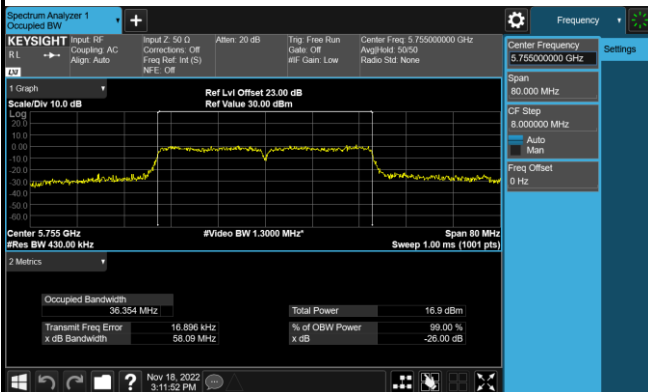 Spectrum Analyzer 1
Occupied BW
+
Frequency
KEYSIGHT
R L
LXI
Input: RF
Coupling: AC
Align: Auto
Input Z: 50 Ω
Corrections: Off
Freq Ref: Int (S)
NFE: Off
Atten: 20 dB
Trig: Free Run
Gate: Off
#IF Gain: Low
Center Freq: 5.755000000 GHz
Avg|Hold: 50/50
Radio Std: None
Center Frequency
5.755000000 GHz
Settings
Span
80.000 MHz
CF Step
8.000000 MHz
Auto
Man
Freq Offset
0 Hz
1 Graph
Ref Lvl Offset 23.00 dB
Scale/Div 10.0 dB
Ref Value 30.00 dBm
Log
20.0
10.0
0.00
-10.0
-20.0
-30.0
-40.0
-50.0
-60.0
Center 5.755 GHz
#Video BW 1.3000 MHz*
Span 80 MHz
#Res BW 430.00 kHz
Sweep 1.00 ms (1001 pts)
2 Metrics
Occupied Bandwidth
36.354 MHz
Total Power 16.9 dBm
Transmit Freq Error 16.896 kHz
% of OBW Power 99.00 %
x dB Bandwidth 58.09 MHz
x dB -26.00 dB
?
Nov 18, 2022
3:11:52 PM